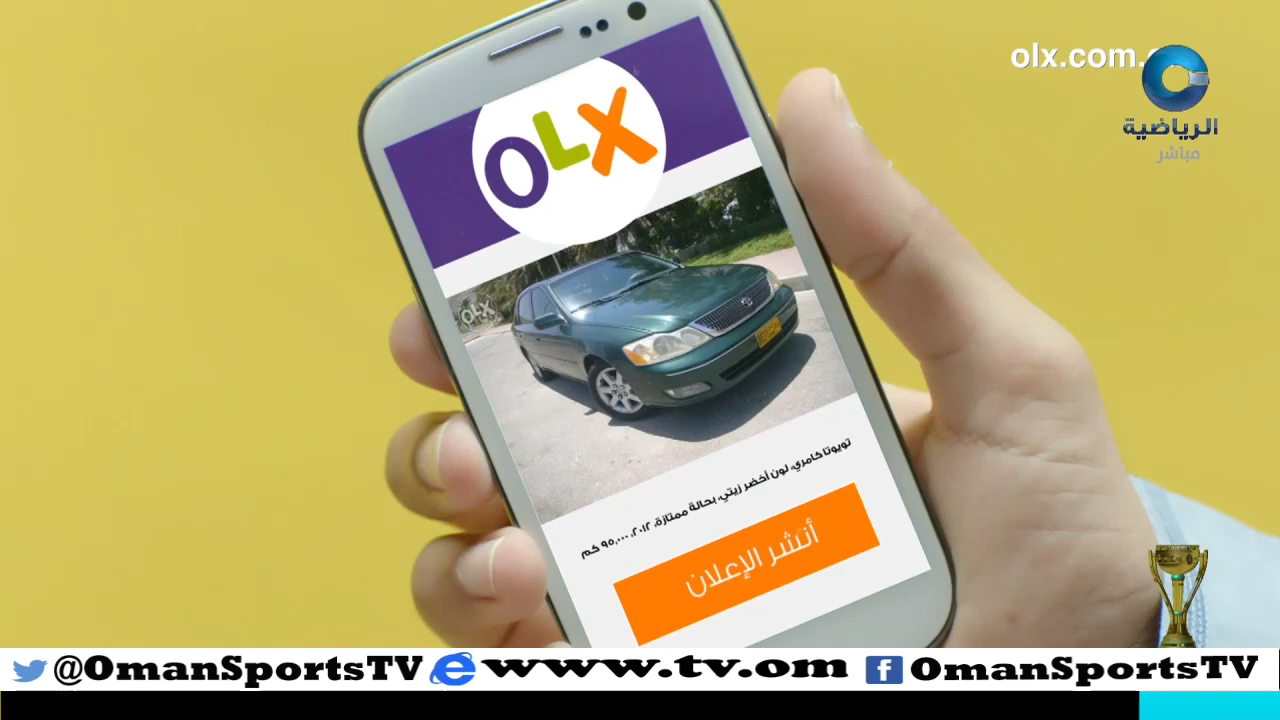 olx.com.
الرياضية
مباشر
OLX
OLX
تويوتا كامري، لون أخضر زيتي، بحالة ممتازة، ٢٠١٢، ٩٥,٠٠٠ كم
أنشر الإعلان
@OmanSportsTV www.tv.om OmanSportsTV